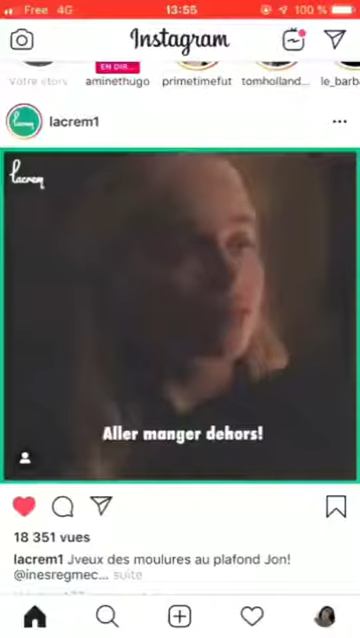 Free 4G 13:55 100 %
Instagram
EN DIR...
Votre story aminethugo primetimefut tomholland... le_barb
lacrem1
lacrem
Aller manger dehors!
18 351 vues
lacrem1 Jveux des moulures au plafond Jon!
@inesregmec... suite